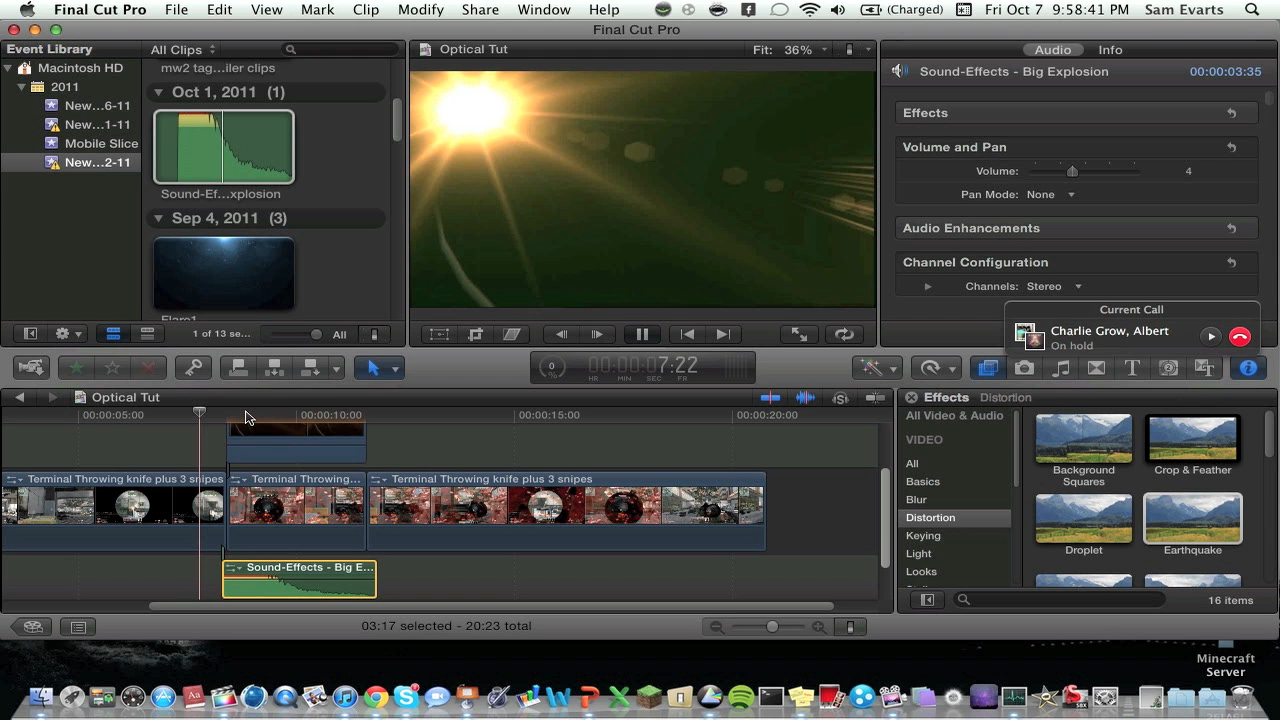 Final Cut Pro File Edit View Mark Clip Modify Share Window Help (Charged) Fri Oct 7 9:58:41 PM Sam Evarts
Final Cut Pro
Event Library All Clips Optical Tut Fit: 36% Audio Info
Macintosh HD
2011
New...6-11
New...1-11
Mobile Slice
New...2-11
mw2 tag...iler clips
Oct 1, 2011 (1)
Sound-Ef...xplosion
Sep 4, 2011 (3)
Flare1
1 of 13 se... All
Sound-Effects - Big Explosion 00:00:03:35
Effects
Volume and Pan
Volume: 4
Pan Mode: None
Audio Enhancements
Channel Configuration
Channels: Stereo
Current Call
Charlie Grow, Albert
On hold
0 00:00:07:22
HR MIN SEC FR
Optical Tut
00:00:05:00 00:00:10:00 00:00:15:00 00:00:20:00
Terminal Throwing knife plus 3 snipes Terminal Throwing... Terminal Throwing knife plus 3 snipes
Sound-Effects - Big E...
03:17 selected - 20:23 total
Effects Distortion
All Video & Audio
VIDEO
All
Basics
Blur
Distortion
Keying
Light
Looks
Background Squares
Crop & Feather
Droplet
Earthquake
16 items
Minecraft
Server